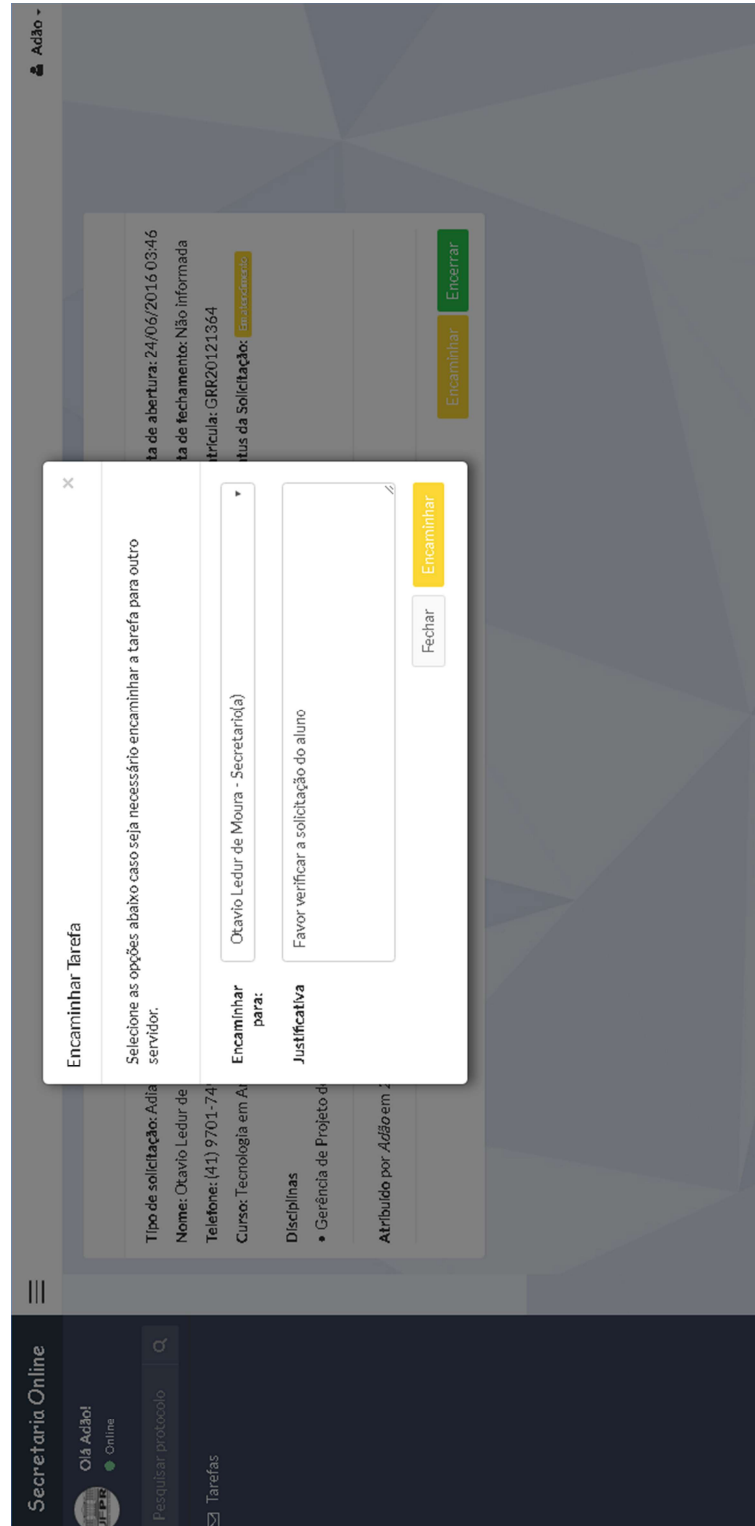 Secretaria Online
Adão
Olá Adão!
Online
UFPR
Pesquisar protocolo
Tarefas
Encaminhar Tarefa
×
Selecione as opções abaixo caso seja necessário encaminhar a tarefa para outro
servidor.
Encaminhar
para:
Otavio Ledur de Moura - Secretario(a)
Justificativa
Favor verificar a solicitação do aluno
Fechar
Encaminhar
Tipo de solicitação: Adia
ta de abertura: 24/06/2016 03:46
Nome: Otavio Ledur de
ta de fechamento: Não informada
Telefone: (41) 9701-74
trícula: GRR20121364
Curso: Tecnologia em
tus da Solicitação: Em atendimento
Disciplinas
• Gerência de Projeto d
Atribuído por Adão em
Encaminhar
Encerrar